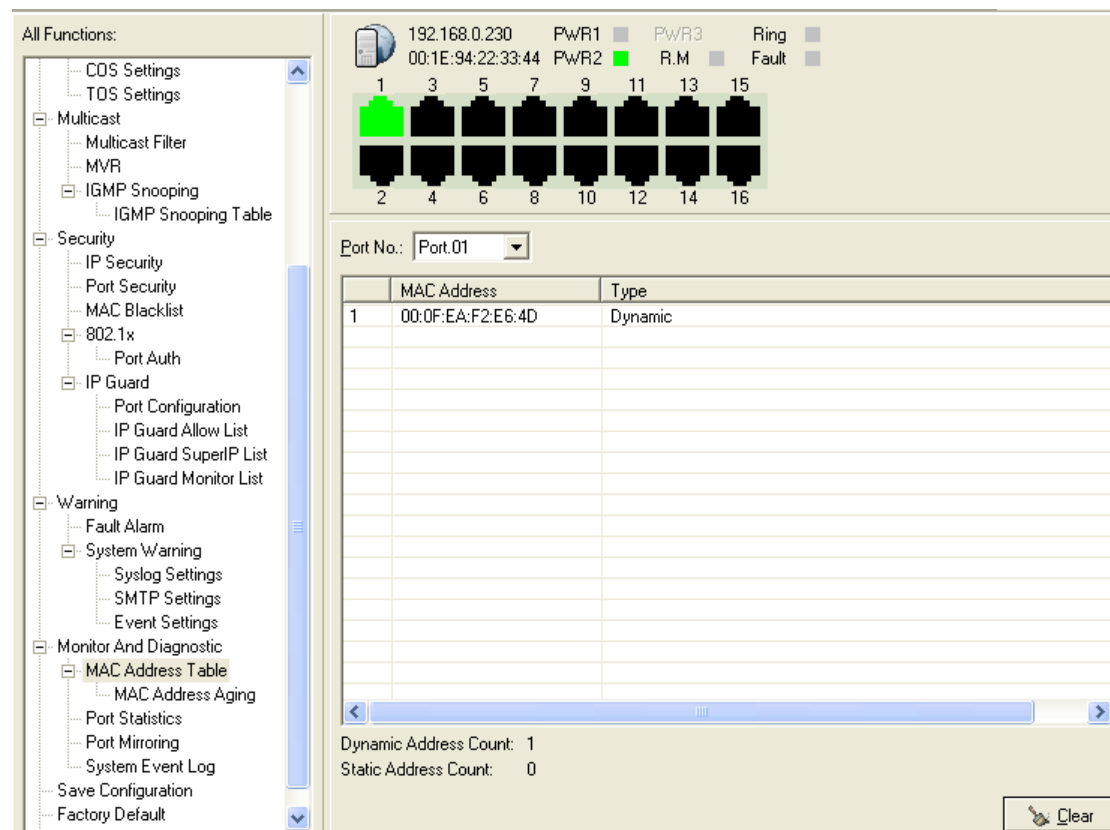 All Functions:
COS Settings
TOS Settings
Multicast
Multicast Filter
MVR
IGMP Snooping
IGMP Snooping Table
Security
IP Security
Port Security
MAC Blacklist
802.1x
Port Auth
IP Guard
Port Configuration
IP Guard Allow List
IP Guard SuperIP List
IP Guard Monitor List
Warning
Fault Alarm
System Warning
Syslog Settings
SMTP Settings
Event Settings
Monitor And Diagnostic
MAC Address Table
MAC Address Aging
Port Statistics
Port Mirroring
System Event Log
Save Configuration
Factory Default
192.168.0.230 PWR1 PWR3 Ring
00:1E:94:22:33:44 PWR2 R.M Fault
1 3 5 7 9 11 13 15
2 4 6 8 10 12 14 16
Port No.: Port.01
MAC Address Type
1 00:0F:EA:F2:E6:4D Dynamic
Dynamic Address Count: 1
Static Address Count: 0
Clear